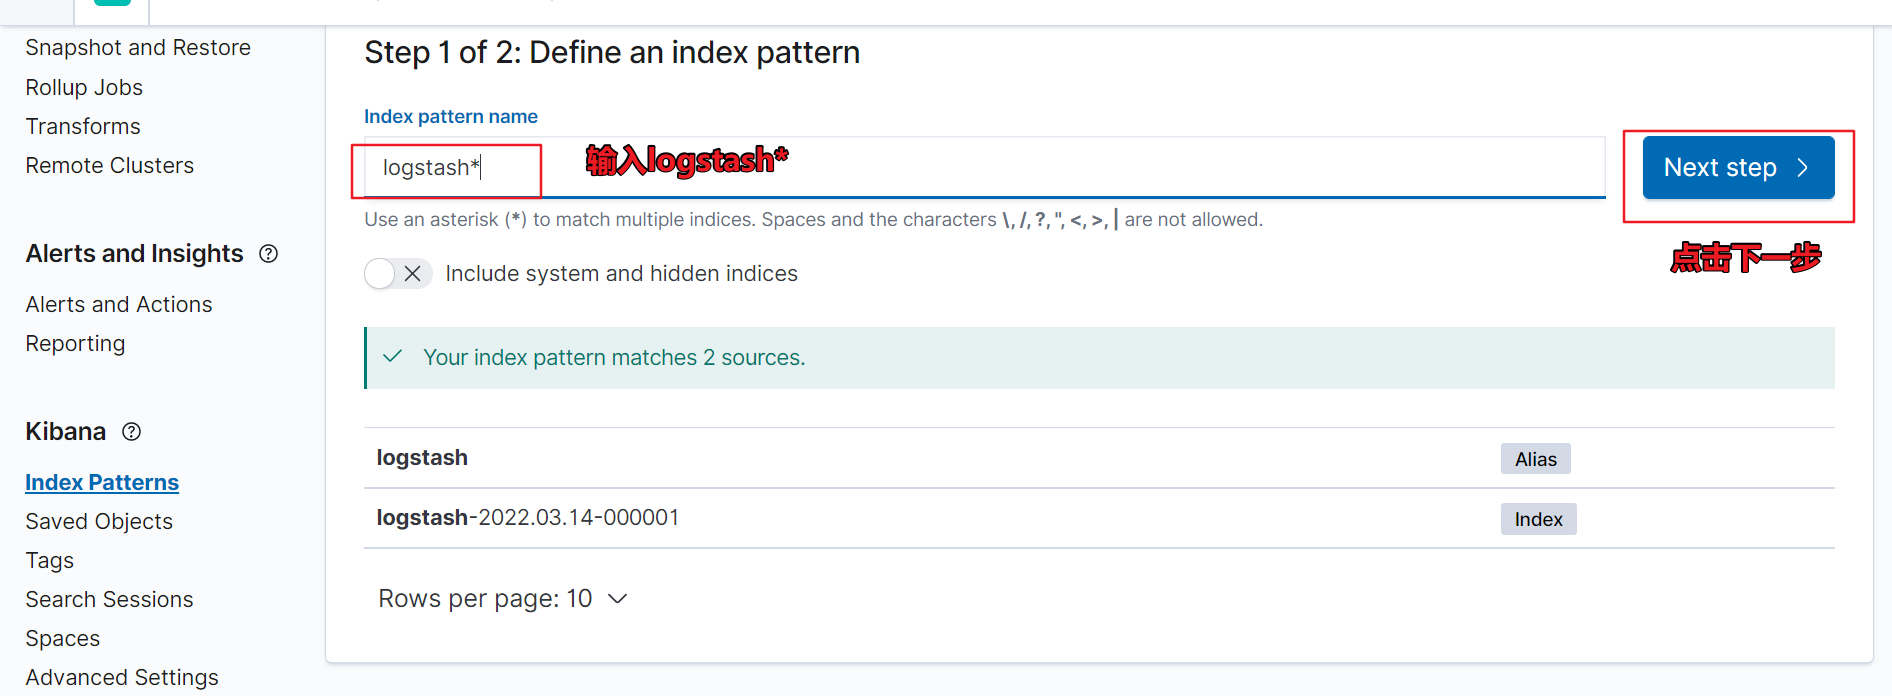 Snapshot and Restore
Rollup Jobs
Transforms
Remote Clusters
Alerts and Insights
Alerts and Actions
Reporting
Kibana
Index Patterns
Saved Objects
Tags
Search Sessions
Spaces
Advanced Settings
Step 1 of 2: Define an index pattern
Index pattern name
logstash*
输入logstash*
Next step
点击下一步
Use an asterisk (*) to match multiple indices. Spaces and the characters \, /, ?, ", <, >, | are not allowed.
Include system and hidden indices
Your index pattern matches 2 sources.
logstash Alias
logstash-2022.03.14-000001 Index
Rows per page: 10